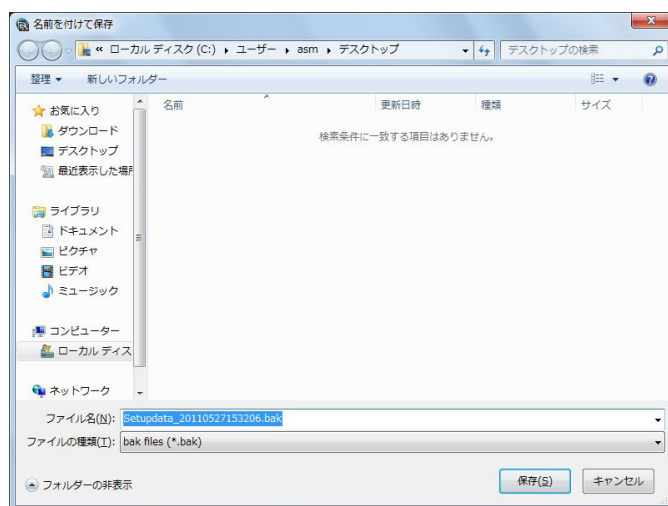 名前を付けて保存
« ローカル ディスク (C:) ▸ ユーザー ▸ asm ▸ デスクトップ
デスクトップの検索
整理 ▼ 新しいフォルダー
名前 更新日時 種類 サイズ
検索条件に一致する項目はありません。
お気に入り
ダウンロード
デスクトップ
最近表示した場所
ライブラリ
ドキュメント
ピクチャ
ビデオ
ミュージック
コンピューター
ローカル ディス
ネットワーク
ファイル名(N): Setupdata_20110527153206.bak
ファイルの種類(T): bak files (*.bak)
フォルダーの非表示
保存(S) キャンセル